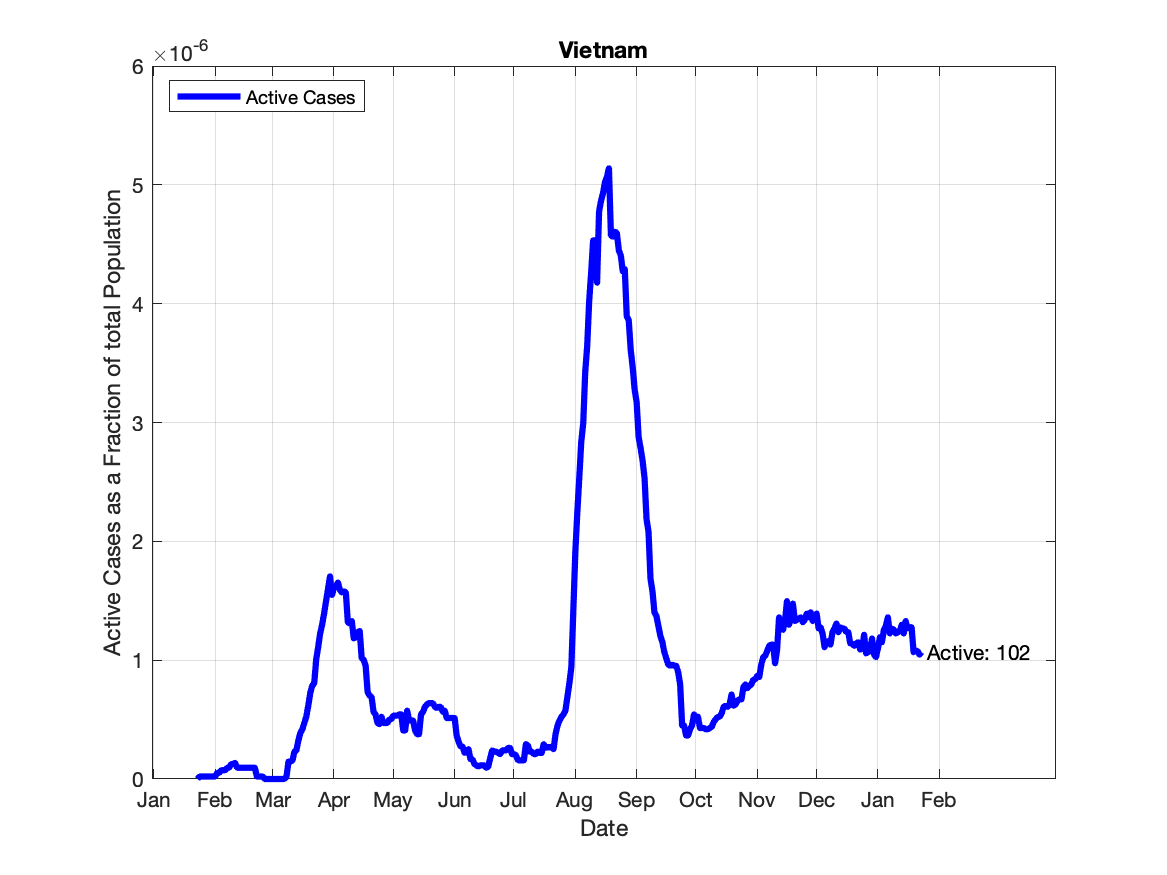 Vietnam
×10-6
Active Cases
6
5
4
3
2
1
0
Active Cases as a Fraction of total Population
Active: 102
Jan Feb Mar Apr May Jun Jul Aug Sep Oct Nov Dec Jan Feb
Date